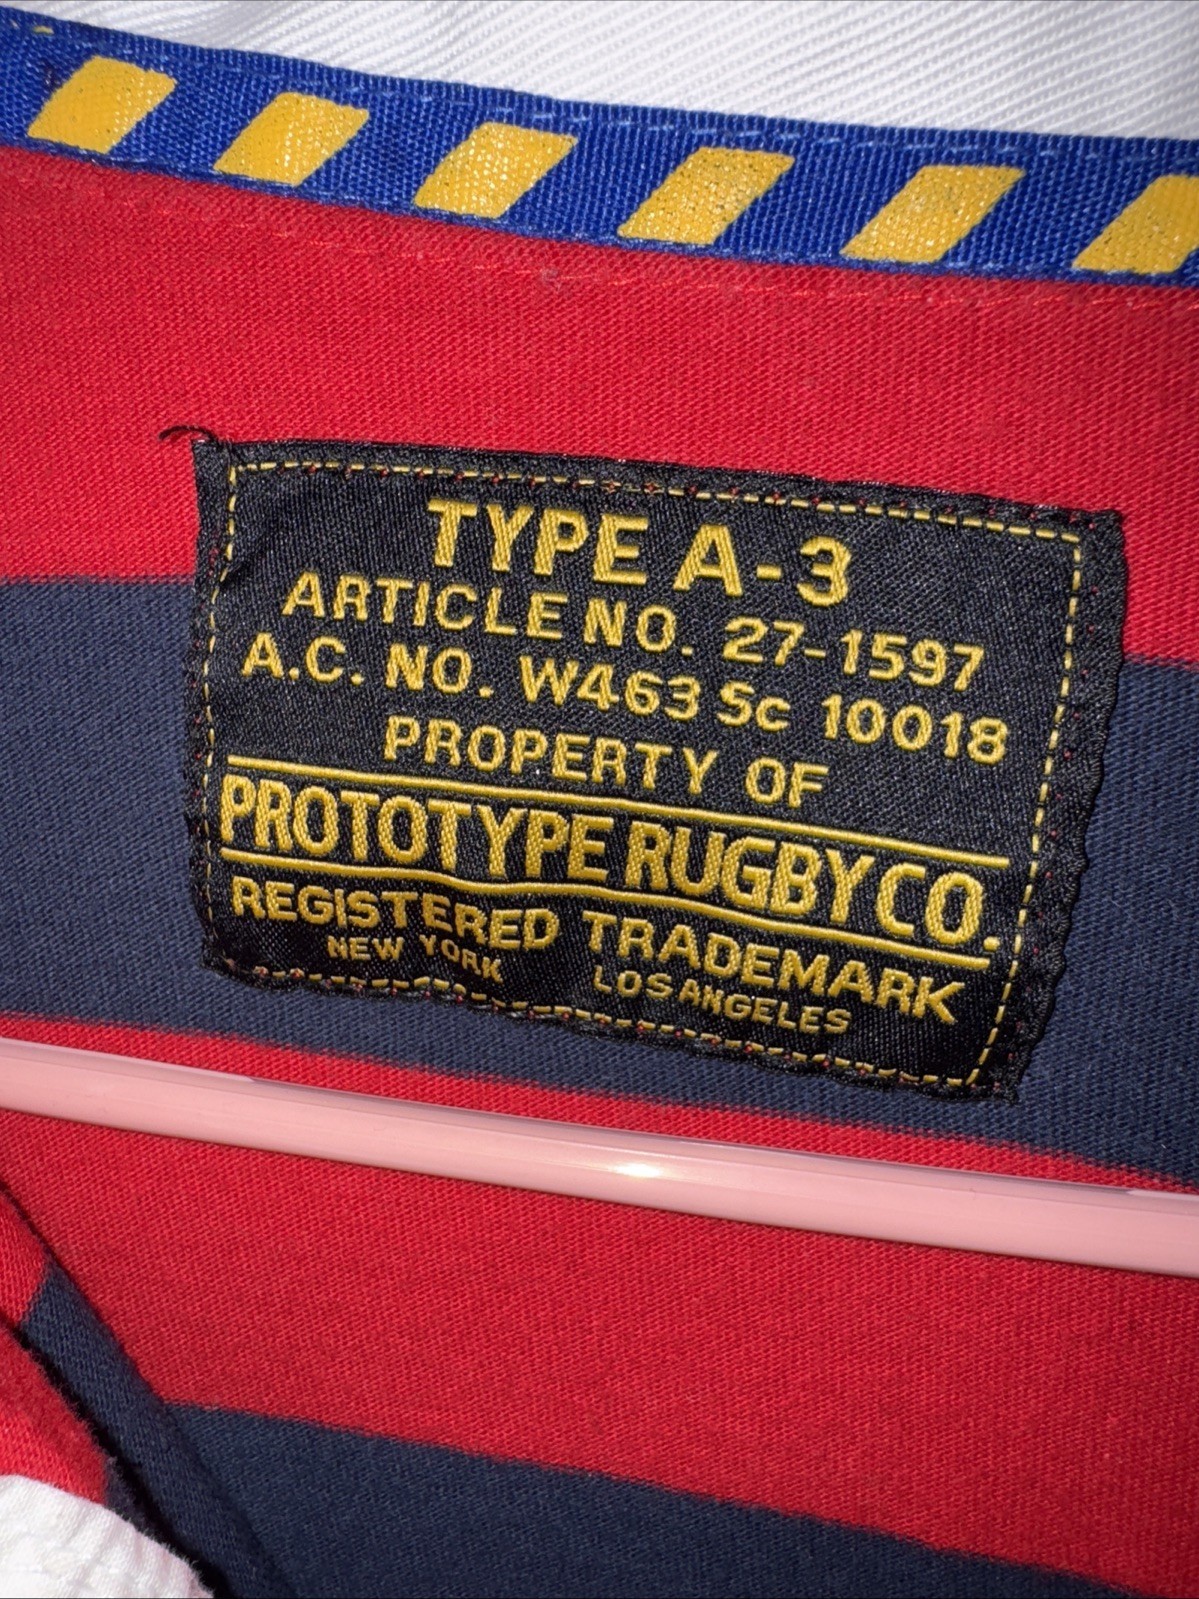 TYPE A-3
ARTICLE NO. 27-1597
A.C. NO. W463 Sc 10018
PROPERTY OF
PROTOTYPE RUGBY CO.
REGISTERED TRADEMARK
NEW YORK LOS ANGELES